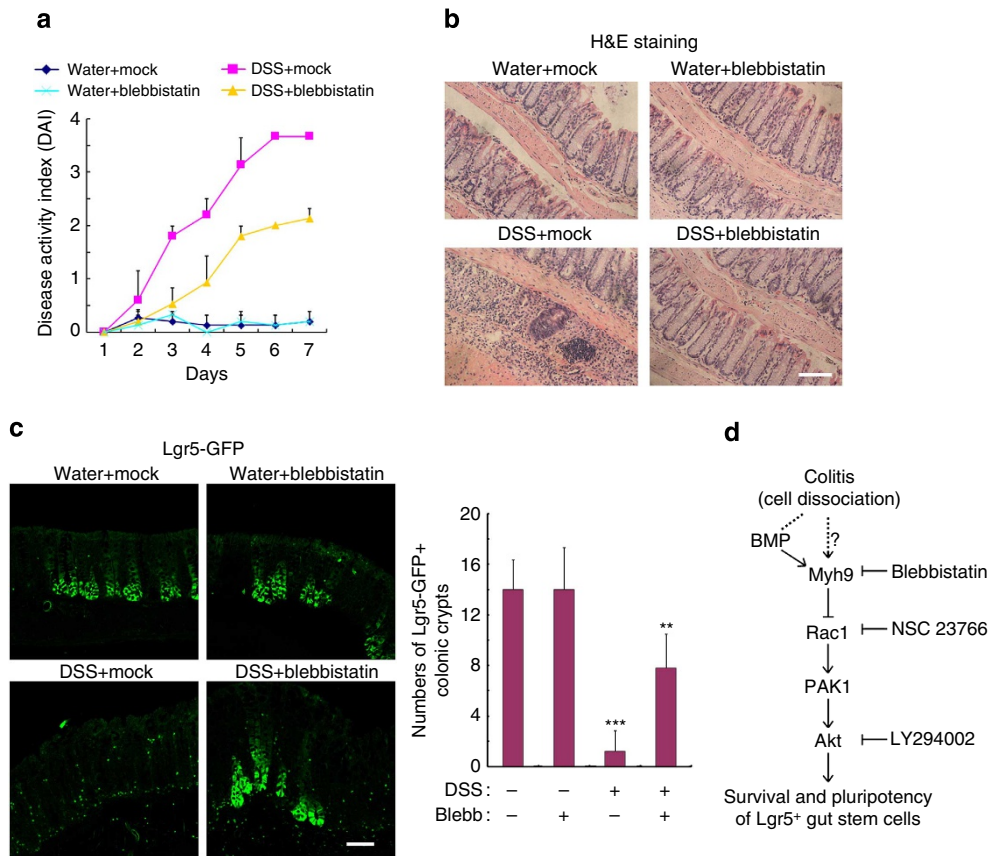 a
Water+mock
DSS+mock
Water+blebbistatin
DSS+blebbistatin
Disease activity index (DAI)
4
3
2
1
0
1 2 3 4 5 6 7
Days
b
H&E staining
Water+mock
Water+blebbistatin
DSS+mock
DSS+blebbistatin
c
Lgr5-GFP
Water+mock
Water+blebbistatin
DSS+mock
DSS+blebbistatin
Numbers of Lgr5-GFP+
colonic crypts
20
16
12
8
4
0
***
**
DSS : – – + +
Blebb : – + – +
d
Colitis
(cell dissociation)
BMP
?
Myh9
Blebbistatin
Rac1
NSC 23766
PAK1
Akt
LY294002
Survival and pluripotency
of Lgr5⁺ gut stem cells